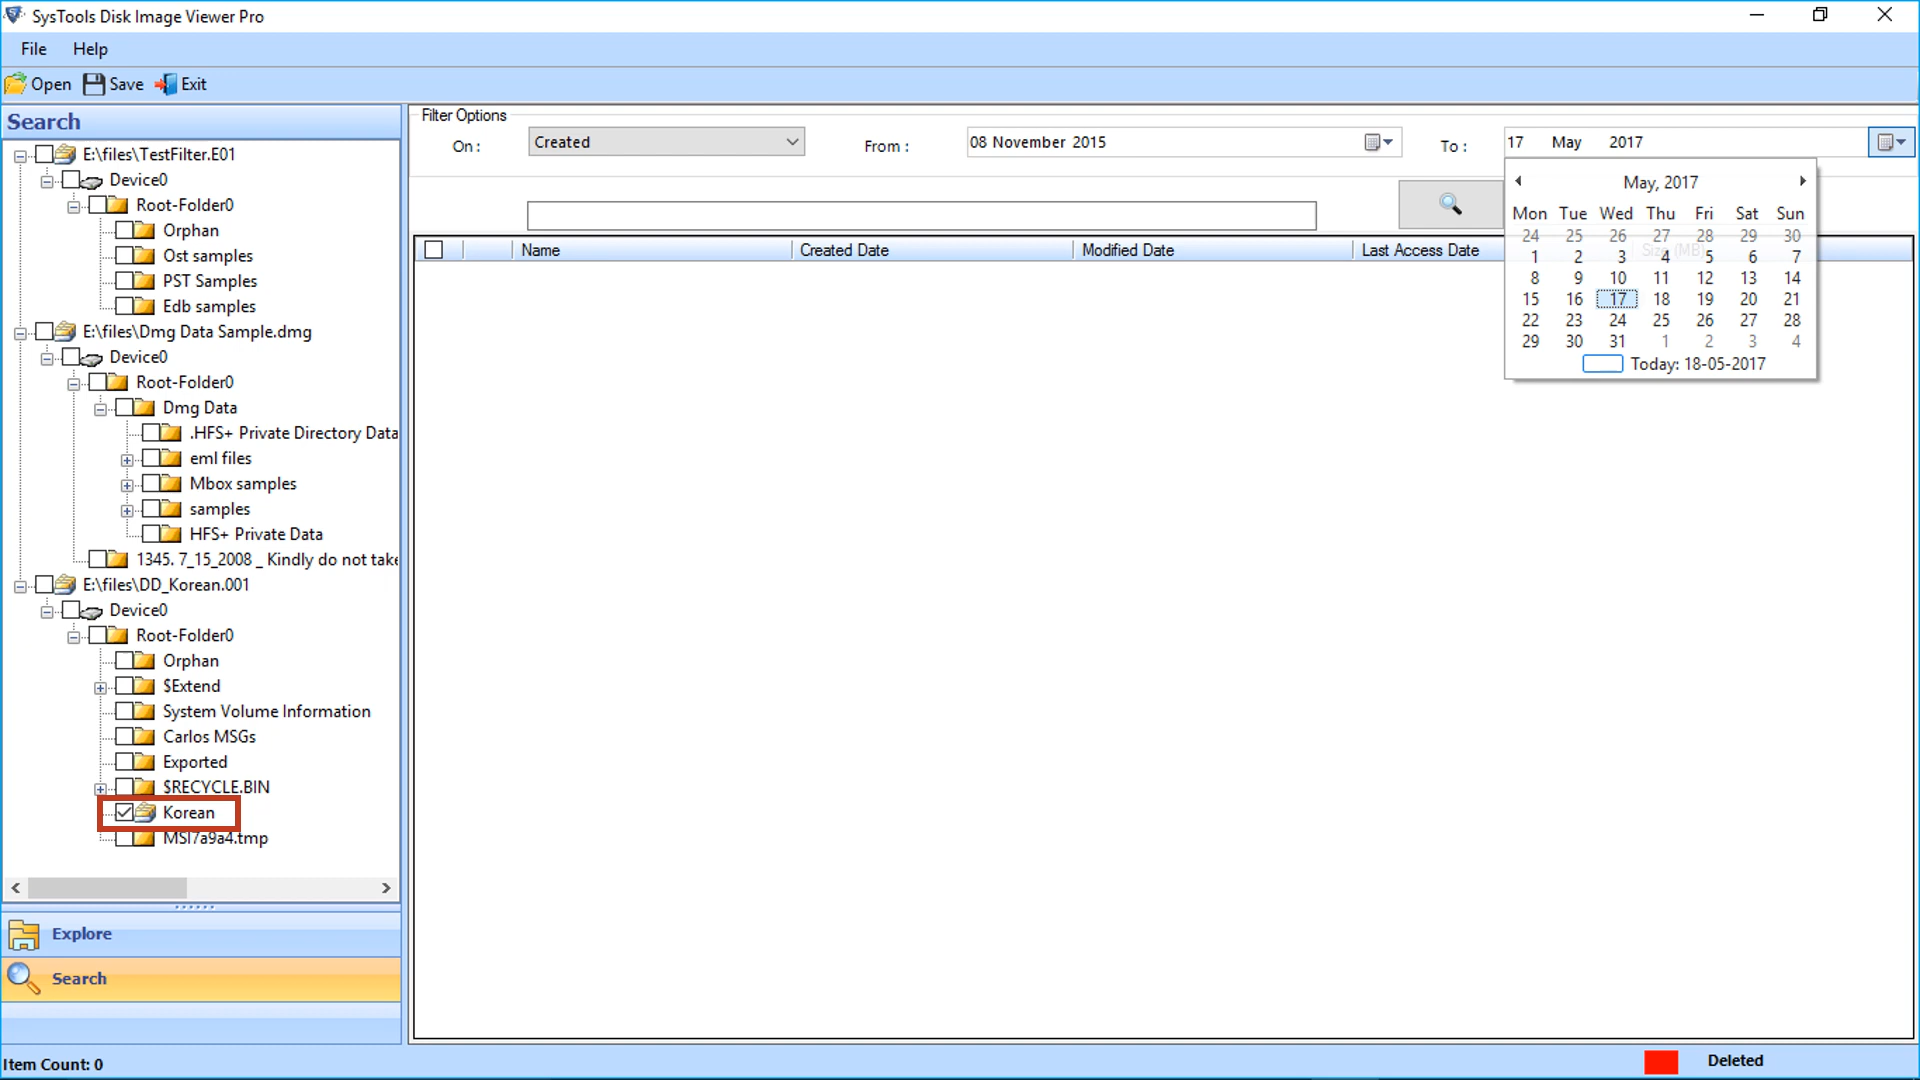 SysTools Disk Image Viewer Pro
File Help
Open Save Exit
Search
E:\files\TestFilter.E01
Device0
Root-Folder0
Orphan
Ost samples
PST Samples
Edb samples
E:\files\Dmg Data Sample.dmg
Device0
Root-Folder0
Dmg Data
.HFS+ Private Directory Data
eml files
Mbox samples
samples
HFS+ Private Data
1345. 7_15_2008 _ Kindly do not take
E:\files\DD_Korean.001
Device0
Root-Folder0
Orphan
$Extend
System Volume Information
Carlos MSGs
Exported
$RECYCLE.BIN
Korean
MSI7a9a4.tmp
Explore
Search
Item Count: 0
Filter Options
On : Created From : 08 November 2015 To : 17 May 2017
Name Created Date Modified Date Last Access Date Size (MB)
May, 2017
Mon Tue Wed Thu Fri Sat Sun
24 25 26 27 28 29 30
1 2 3 4 5 6 7
8 9 10 11 12 13 14
15 16 17 18 19 20 21
22 23 24 25 26 27 28
29 30 31 1 2 3 4
Today: 18-05-2017
Deleted